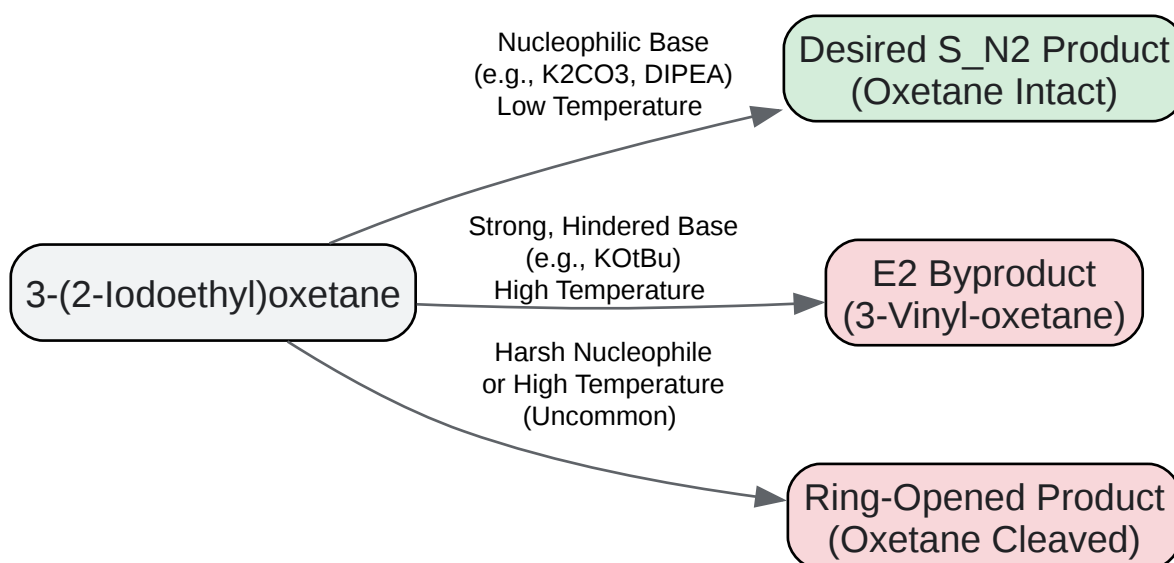 Nucleophilic Base
(e.g., K2CO3, DIPEA)
Low Temperature
Desired S_N2 Product
(Oxetane Intact)
3-(2-Iodoethyl)oxetane
Strong, Hindered Base
(e.g., KOtBu)
High Temperature
E2 Byproduct
(3-Vinyl-oxetane)
Harsh Nucleophile
or High Temperature
(Uncommon)
Ring-Opened Product
(Oxetane Cleaved)